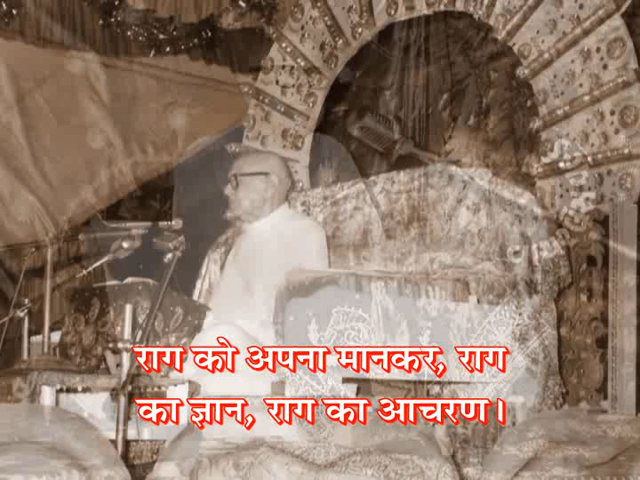 राग को अपना मानकर, राग
का ज्ञान, राग का आचरण।